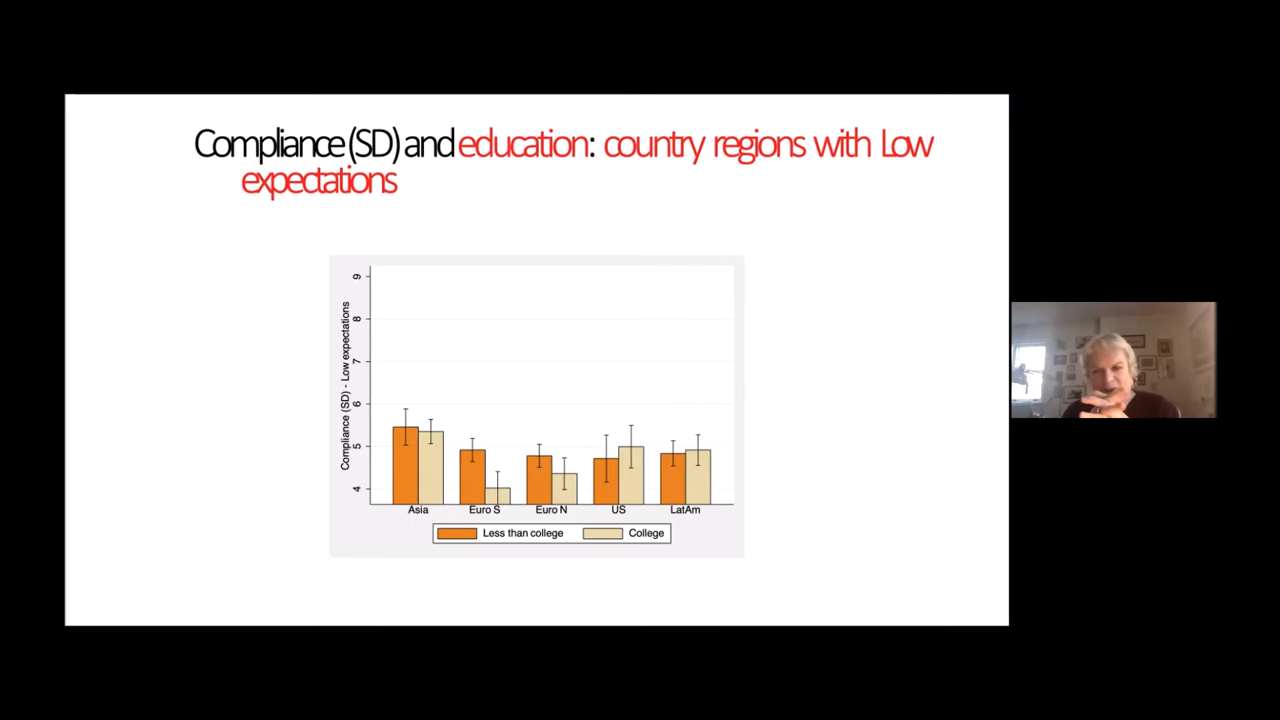 Compliance (SD) and education: country regions with Low
expectations
Compliance (SD) - Low expectations
9
8
7
6
5
4
Asia
Euro S
Euro N
US
LatAm
Less than college
College